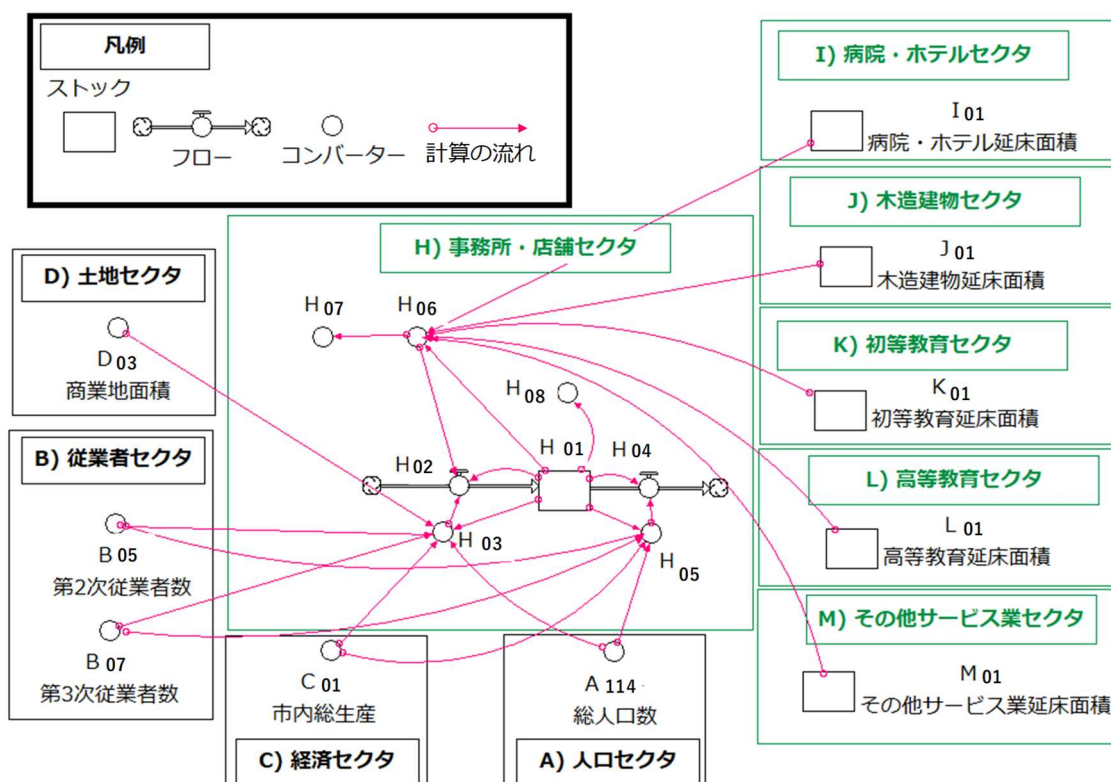 凡例
ストック
フロー
コンバーター
計算の流れ
I) 病院・ホテルセクタ
I 01
病院・ホテル延床面積
J) 木造建物セクタ
J 01
木造建物延床面積
H) 事務所・店舗セクタ
D) 土地セクタ
H 07
H 06
D 03
商業地面積
K) 初等教育セクタ
K 01
初等教育延床面積
H 08
B) 従業者セクタ
H 02
H 01
H 04
L) 高等教育セクタ
L 01
高等教育延床面積
B 05
第2次従業者数
H 03
H 05
M) その他サービス業セクタ
B 07
第3次従業者数
C 01
市内総生産
C) 経済セクタ
A 114
総人口数
A) 人口セクタ
M 01
その他サービス業延床面積